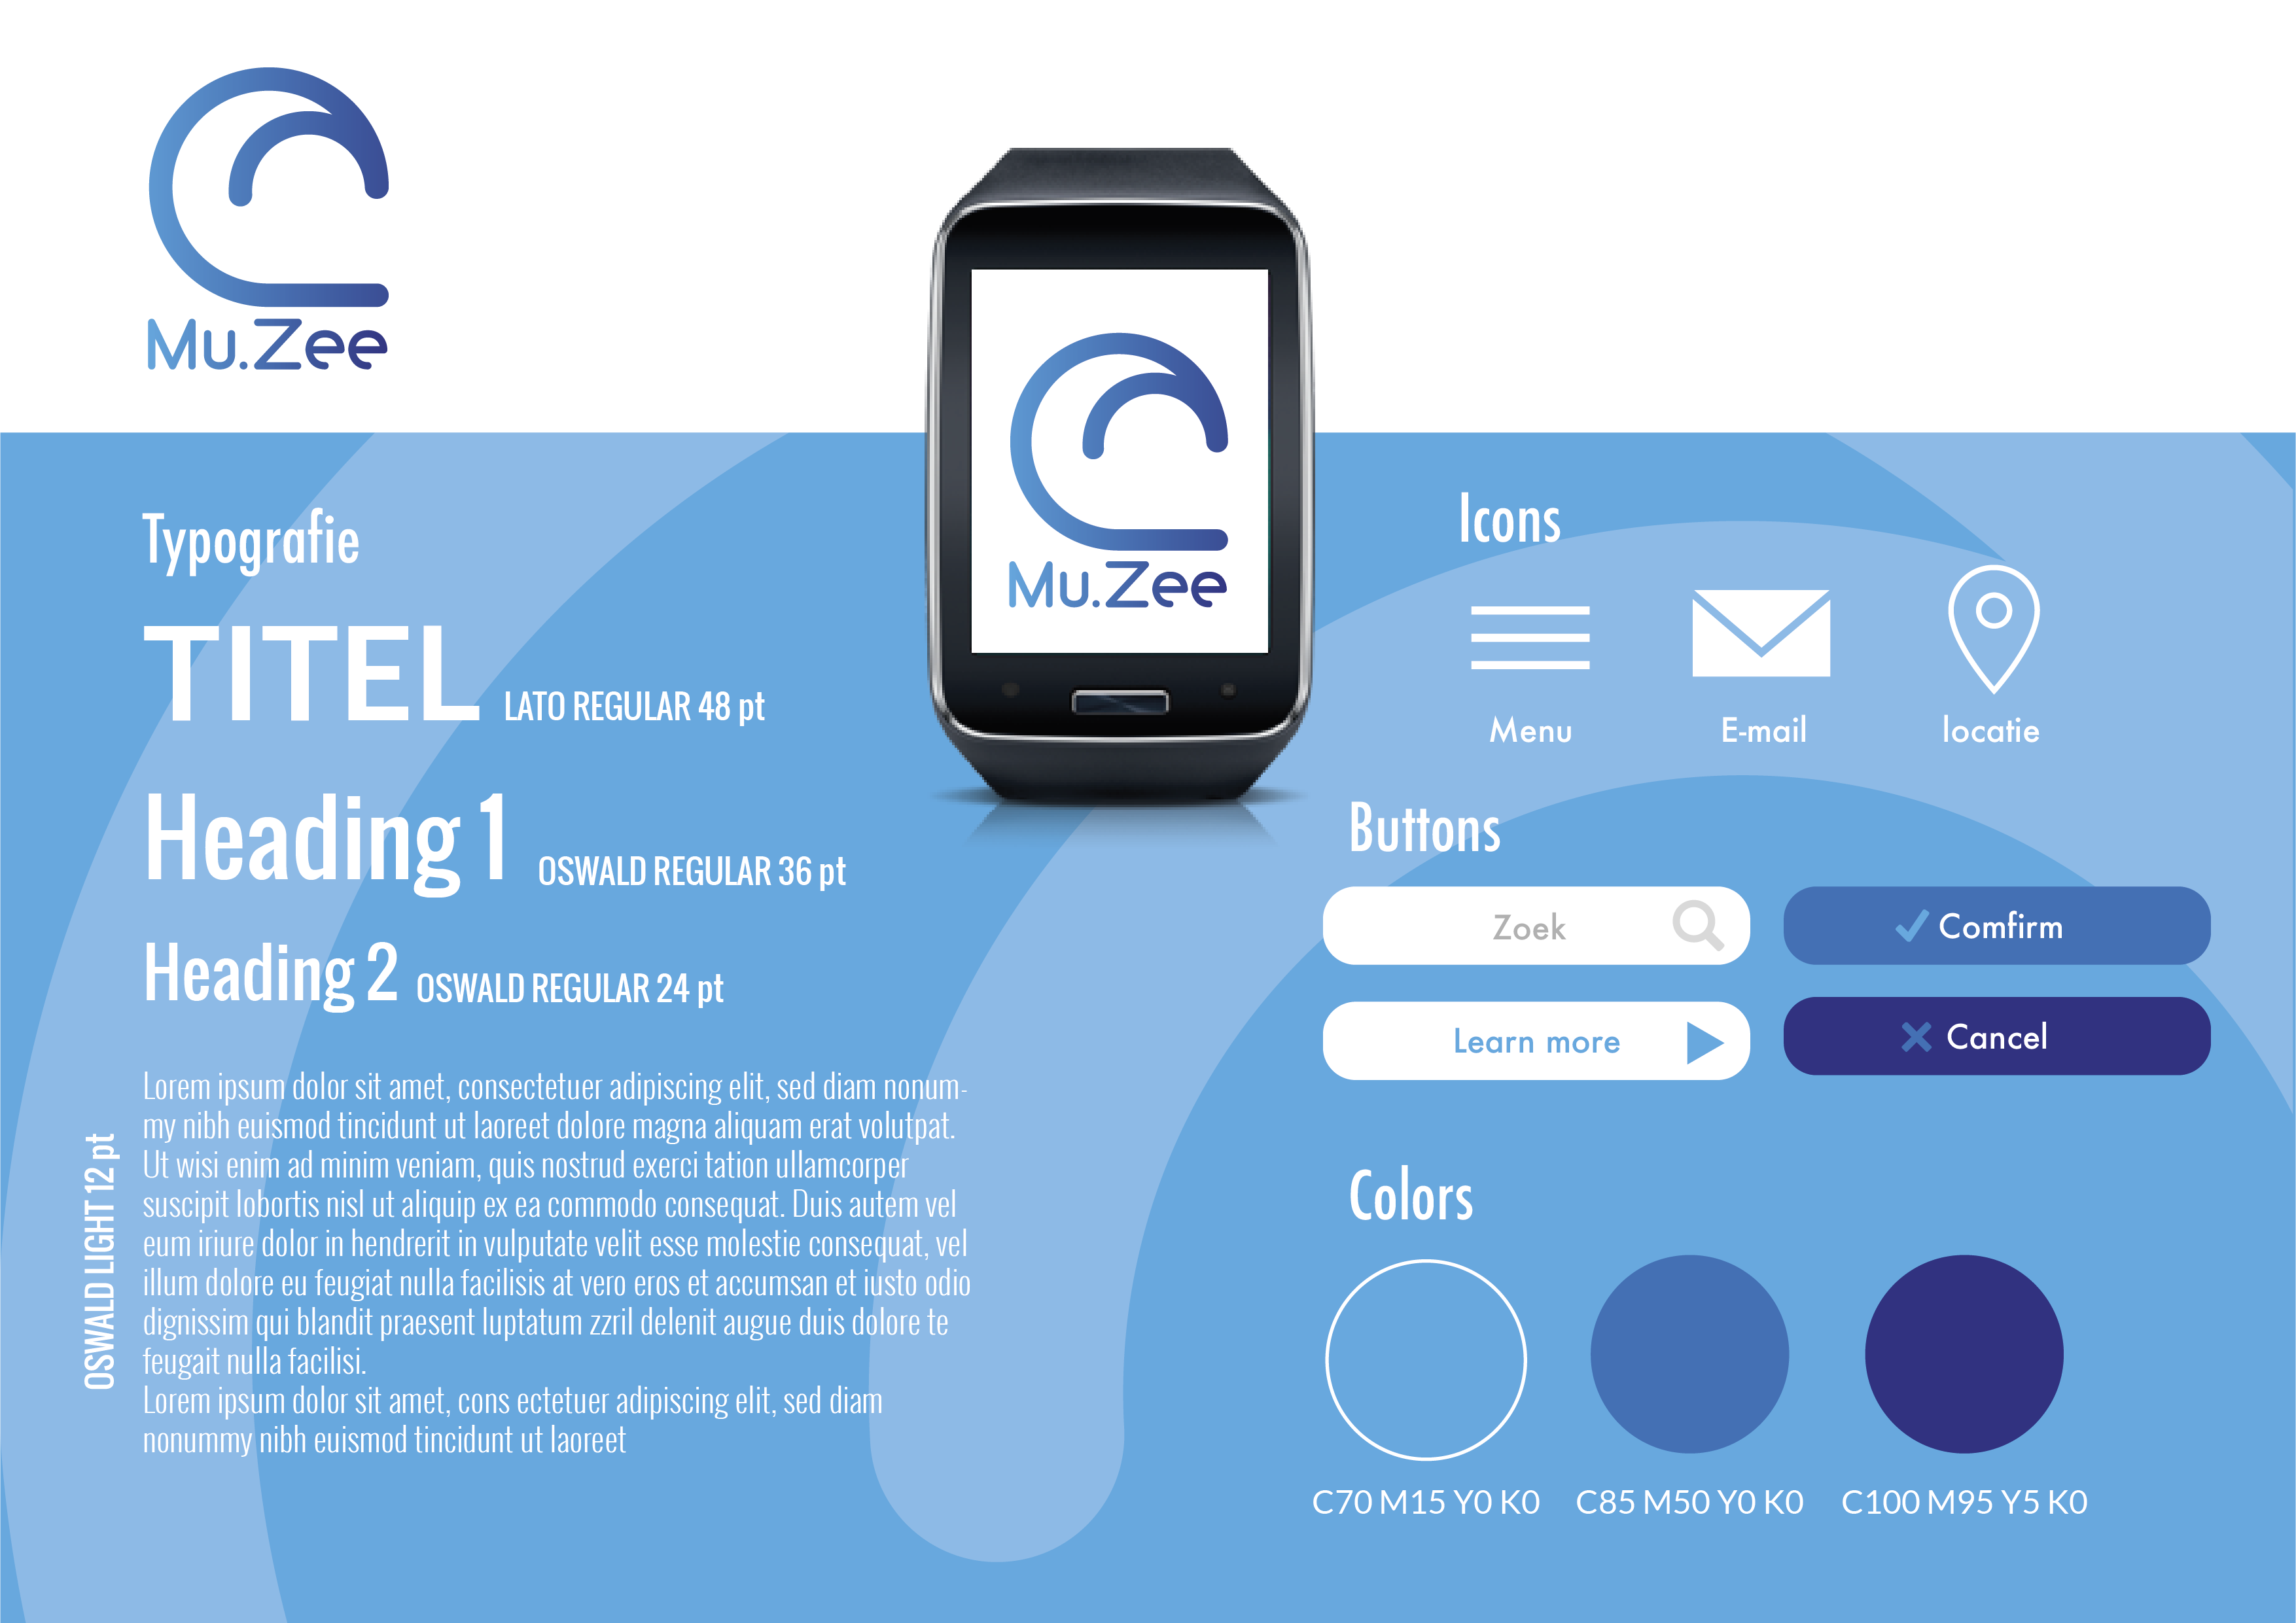 Mu.Zee
Mu.Zee
Typografie
TITEL LATO REGULAR 48 pt
Heading 1 OSWALD REGULAR 36 pt
Heading 2 OSWALD REGULAR 24 pt
OSWALD LIGHT 12 pt
Lorem ipsum dolor sit amet, consectetuer adipiscing elit, sed diam nonum-
my nibh euismod tincidunt ut laoreet dolore magna aliquam erat volutpat.
Ut wisi enim ad minim veniam, quis nostrud exerci tation ullamcorper
suscipit lobortis nisl ut aliquip ex ea commodo consequat. Duis autem vel
eum iriure dolor in hendrerit in vulputate velit esse molestie consequat, vel
illum dolore eu feugiat nulla facilisis at vero eros et accumsan et iusto odio
dignissim qui blandit praesent luptatum zzril delenit augue duis dolore te
feugait nulla facilisi.
Lorem ipsum dolor sit amet, cons ectetuer adipiscing elit, sed diam
nonummy nibh euismod tincidunt ut laoreet
Icons
Menu
E-mail
locatie
Buttons
Zoek
Comfirm
Learn more
Cancel
Colors
C70 M15 Y0 K0
C85 M50 Y0 K0
C100 M95 Y5 K0